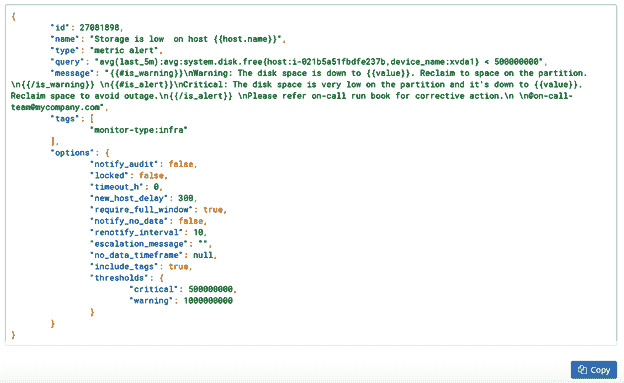 {
"id": 27081898,
"name": "Storage is low  on host {{host.name}}",
"type": "metric alert",
"query": "avg(last_5m):avg:system.disk.free{host:i-021b5a51fbdfe237b,device_name:xvda1} < 500000000",
"message": "{{#is_warning}}\nWarning: The disk space is down to {{value}}. Reclaim to space on the partition.
\n{{/is_warning}} \n{{#is_alert}}\nCritical: The disk space is very low on the partition and it's down to {{value}}.
Reclaim space to avoid outage.\n{{/is_alert}} \nPlease refer on-call run book for corrective action.\n \n@on-call-
team@mycompany.com",
"tags": [
"monitor-type:infra"
],
"options": {
"notify_audit": false,
"locked": false,
"timeout_h": 0,
"new_host_delay": 300,
"require_full_window": true,
"notify_no_data": false,
"renotify_interval": 10,
"escalation_message": "",
"no_data_timeframe": null,
"include_tags": true,
"thresholds": {
"critical": 500000000,
"warning": 1000000000
}
}
}
Copy